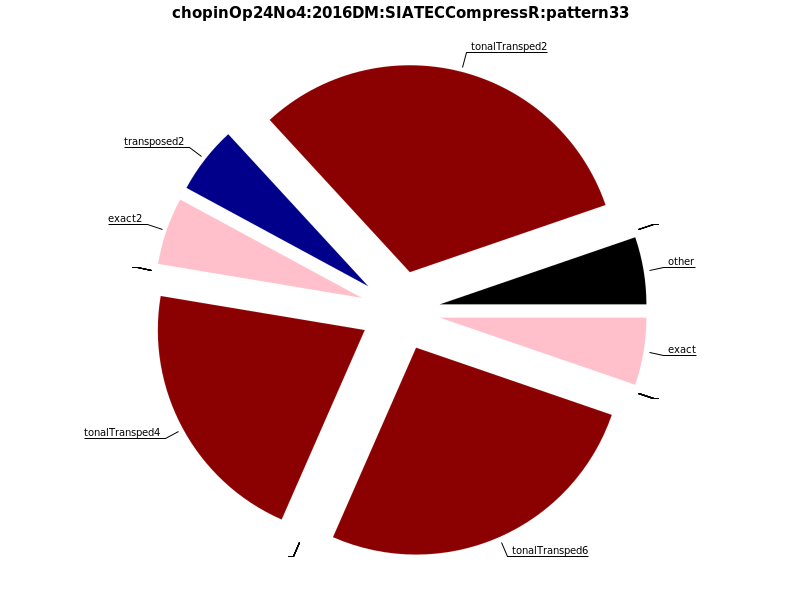 chopinOp24No4:2016DM:SIATECCompressR:pattern33
tonalTransped2
transposed2
exact2
other
exact
tonalTransped4
tonalTransped6